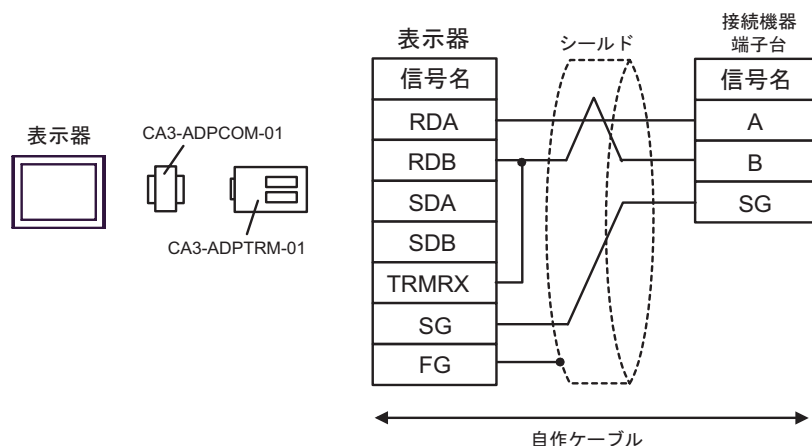 表示器
CA3-ADPCOM-01
CA3-ADPTRM-01
表示器
信号名
RDA
RDB
SDA
SDB
TRMRX
SG
FG
シールド
接続機器
端子台
信号名
A
B
SG
自作ケーブル